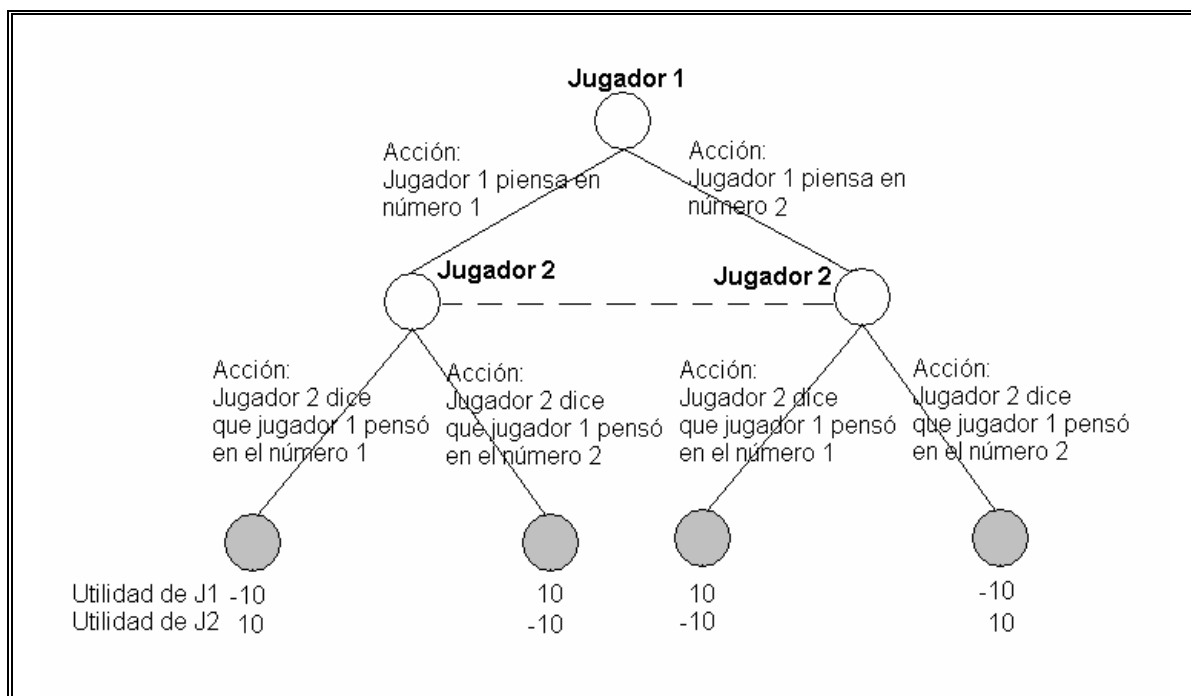 Jugador 1
Acción:
Jugador 1 piensa en
número 1
Acción:
Jugador 1 piensa en
número 2
Jugador 2
Jugador 2
Acción:
Jugador 2 dice
que jugador 1 pensó
en el número 1
Acción:
Jugador 2 dice
que jugador 1 pensó
en el número 2
Acción:
Jugador 2 dice
que jugador 1 pensó
en el número 1
Acción:
Jugador 2 dice
que jugador 1 pensó
en el número 2
Utilidad de J1 -10 10 10 -10
Utilidad de J2 10 -10 -10 10